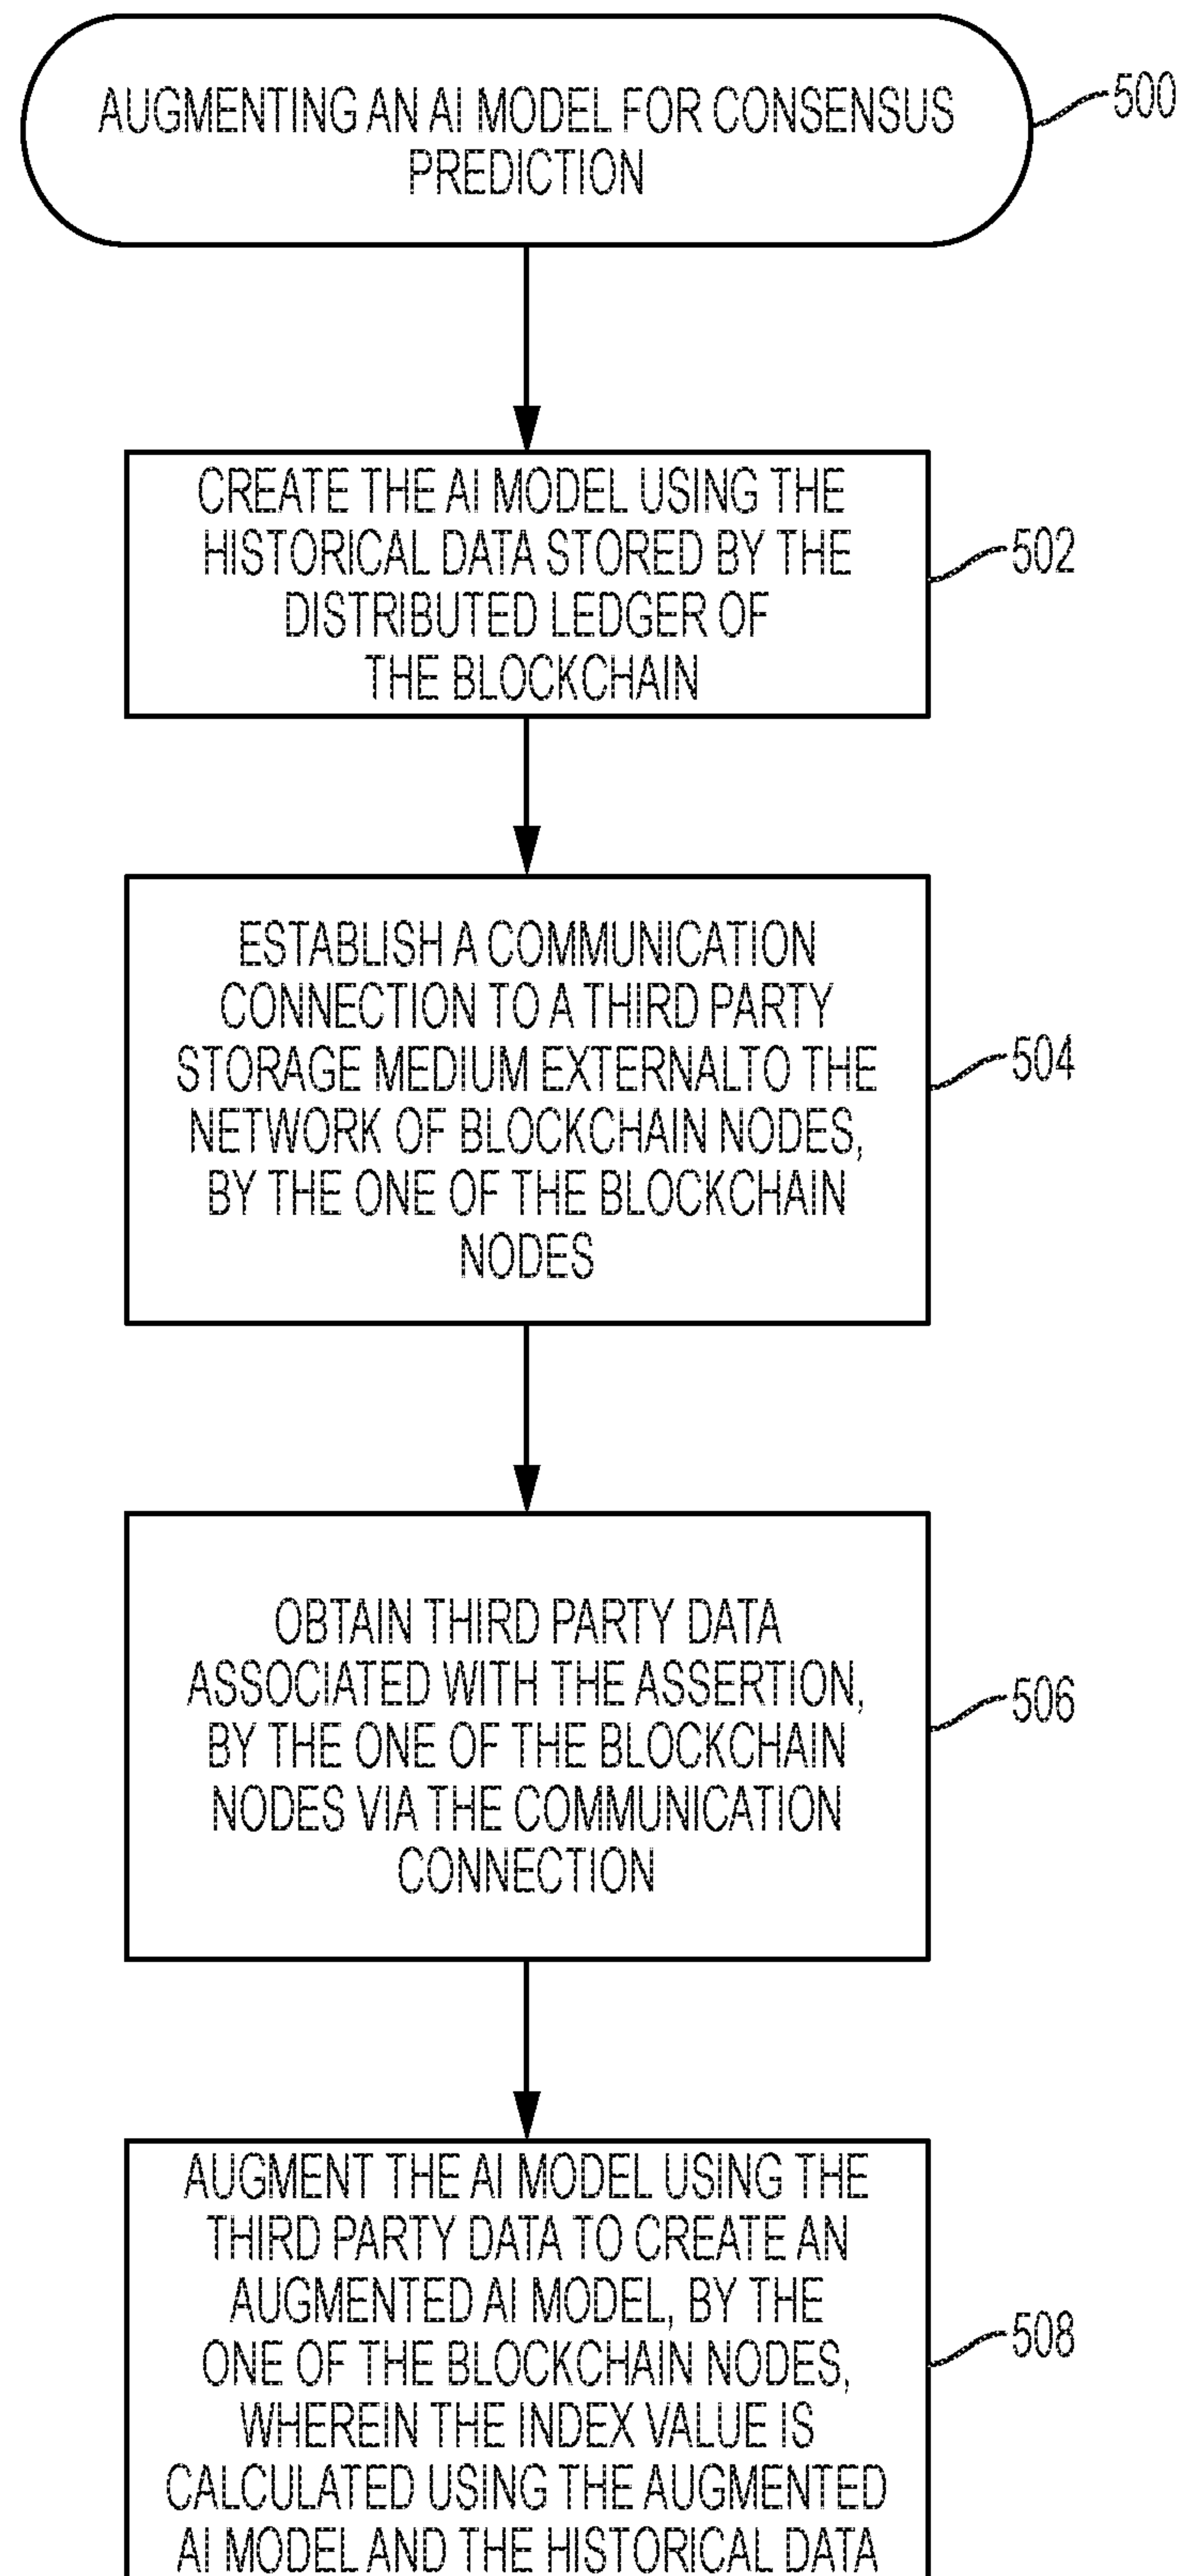 AUGMENTING AN AI MODEL FOR CONSENSUS
PREDICTION
500
CREATE THE AI MODEL USING THE
HISTORICAL DATA STORED BY THE
DISTRIBUTED LEDGER OF
THE BLOCKCHAIN
502
ESTABLISH A COMMUNICATION
CONNECTION TO A THIRD PARTY
STORAGE MEDIUM EXTERNALTO THE
NETWORK OF BLOCKCHAIN NODES,
BY THE ONE OF THE BLOCKCHAIN
NODES
504
OBTAIN THIRD PARTY DATA
ASSOCIATED WITH THE ASSERTION,
BY THE ONE OF THE BLOCKCHAIN
NODES VIA THE COMMUNICATION
CONNECTION
506
AUGMENT THE AI MODEL USING THE
THIRD PARTY DATA TO CREATE AN
AUGMENTED AI MODEL, BY THE
ONE OF THE BLOCKCHAIN NODES,
WHEREIN THE INDEX VALUE IS
CALCULATED USING THE AUGMENTED
AI MODEL AND THE HISTORICAL DATA
508